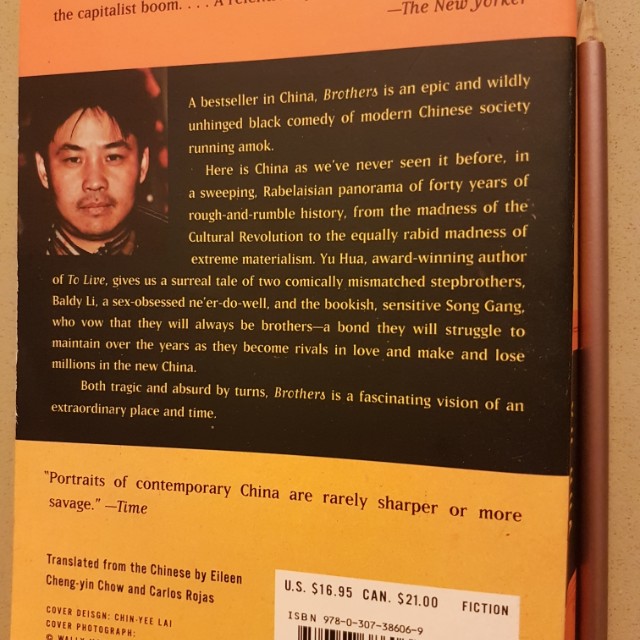 the capitalist boom. . . . A
—The New Yorker
A bestseller in China, Brothers is an epic and wildly
unhinged black comedy of modern Chinese society
running amok.
Here is China as we've never seen it before, in
a sweeping, Rabelaisian panorama of forty years of
rough-and-rumble history, from the madness of the
Cultural Revolution to the equally rabid madness of
extreme materialism. Yu Hua, award-winning author
of To Live, gives us a surreal tale of two comically mismatched stepbrothers,
Baldy Li, a sex-obsessed ne'er-do-well, and the bookish, sensitive Song Gang,
who vow that they will always be brothers—a bond they will struggle to
maintain over the years as they become rivals in love and make and lose
millions in the new China.
Both tragic and absurd by turns, Brothers is a fascinating vision of an
extraordinary place and time.
"Portraits of contemporary China are rarely sharper or more
savage." —Time
Translated from the Chinese by Eileen
Cheng-yin Chow and Carlos Rojas
COVER DEISGN: CHIN-YEE LAI
COVER PHOTOGRAPH:
U.S. $16.95 CAN. $21.00 FICTION
ISBN 978-0-307-38606-9